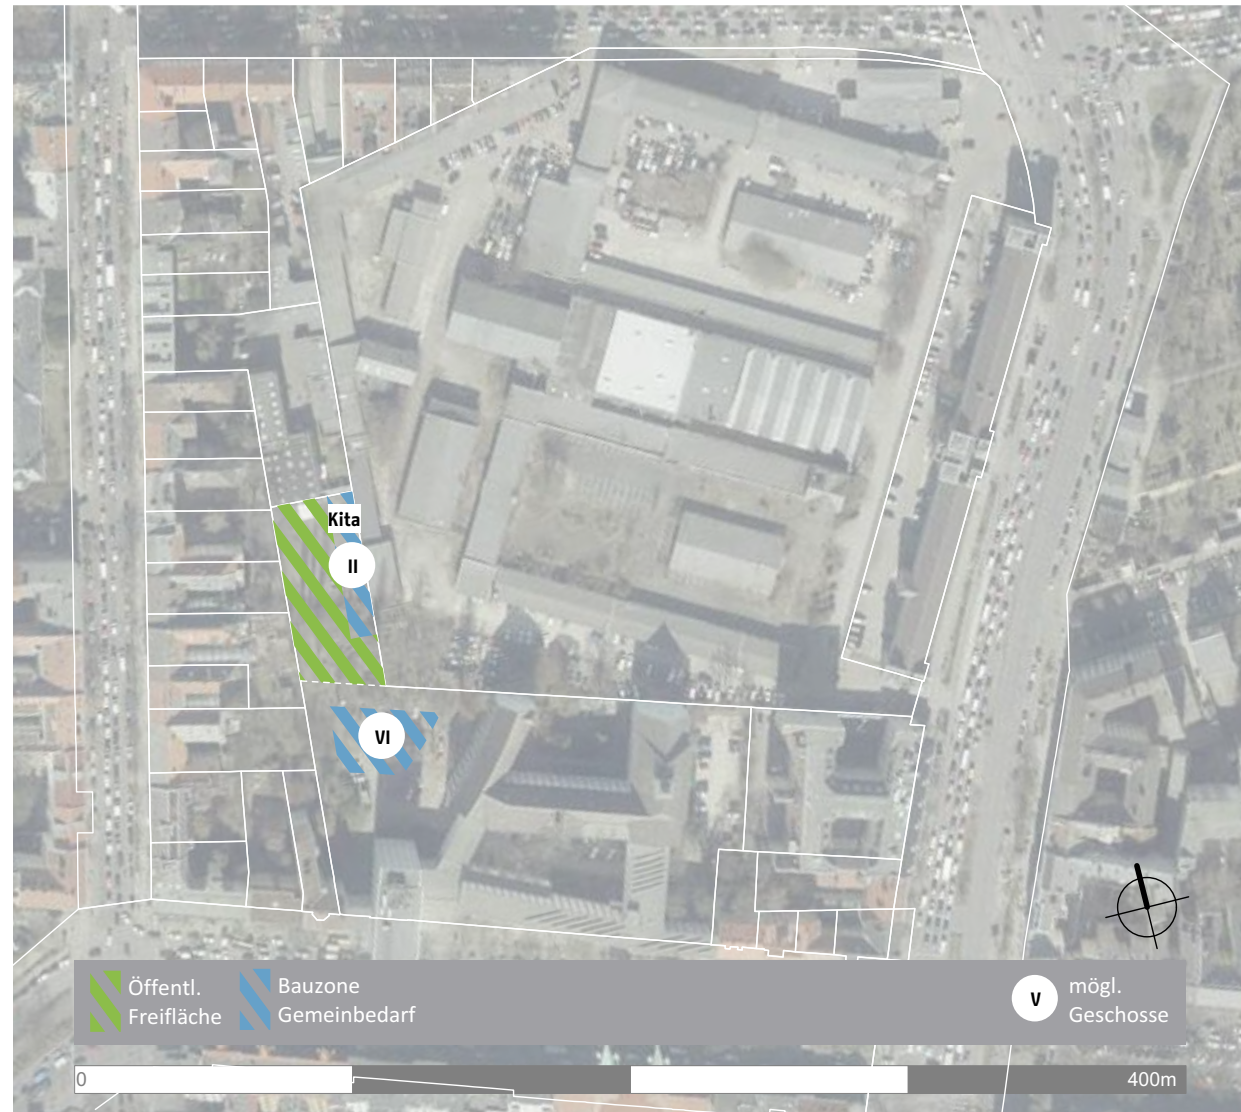 Kita
II
VI
Öffentl.
Freifläche
Bauzone
Gemeinbedarf
V
mögl.
Geschosse
0
400m